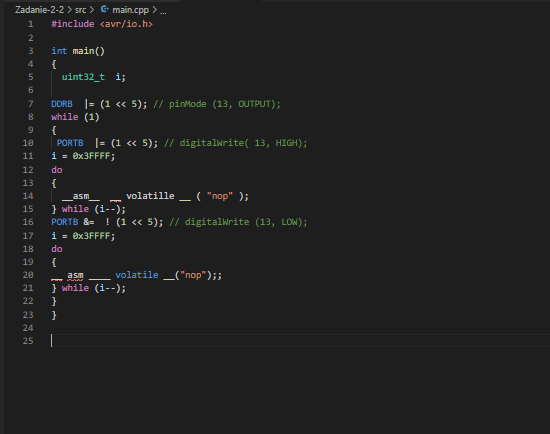 Zadanie-2-2 > src > main.cpp > ...
1 #include <avr/io.h>
2
3 int main()
4 {
5 uint32_t i;
6
7 DDRB |= (1 << 5); // pinMode (13, OUTPUT);
8 while (1)
9 {
10 PORTB |= (1 << 5); // digitalWrite( 13, HIGH);
11 i = 0x3FFFF;
12 do
13 {
14 __asm__ __ volatille __ ( "nop" );
15 } while (i--);
16 PORTB &= ! (1 << 5); // digitalWrite (13, LOW);
17 i = 0x3FFFF;
18 do
19 {
20 __ asm ____ volatile __("nop");;
21 } while (i--);
22 }
23 }
24
25